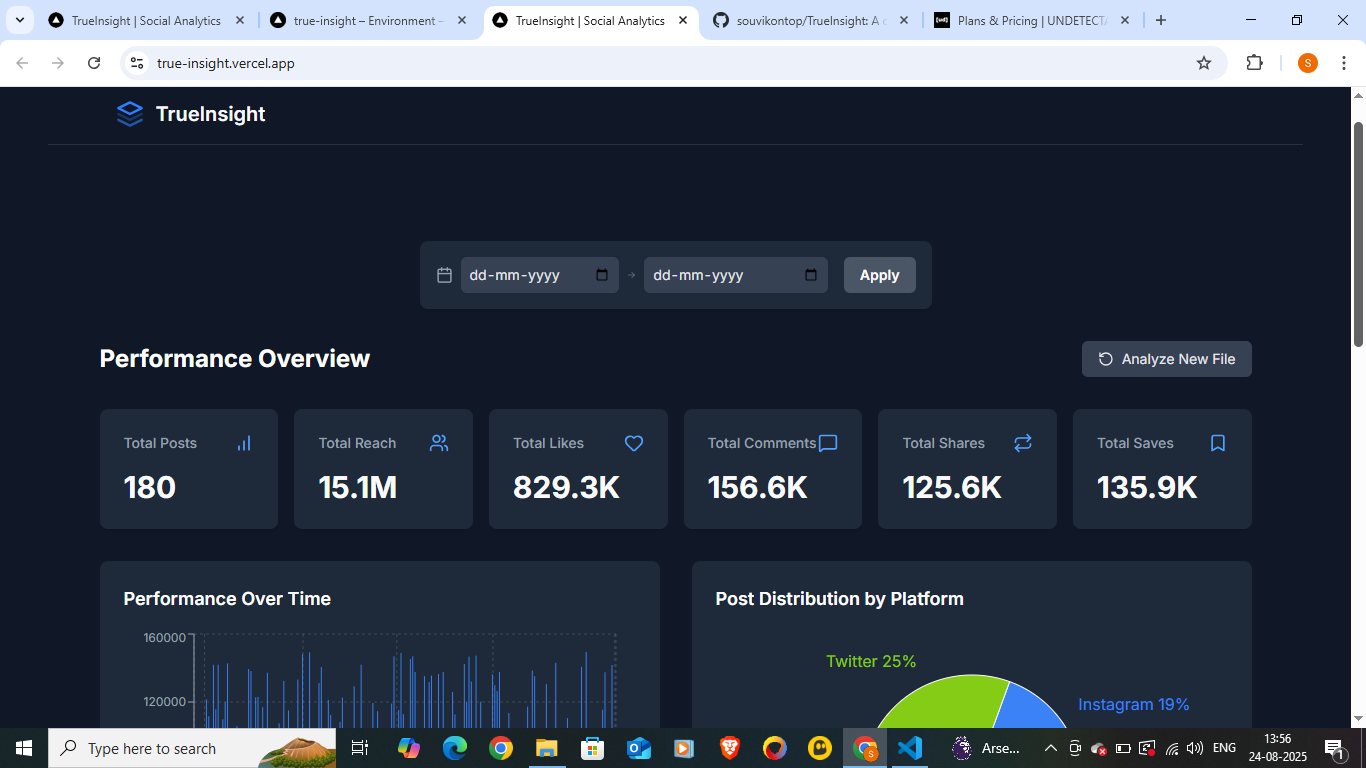 TrueInsight | Social Analytics
true-insight – Environment –
TrueInsight | Social Analytics
souvikontop/TrueInsight: A c
Plans & Pricing | UNDETECTA
true-insight.vercel.app
S
TrueInsight
dd-mm-yyyy
dd-mm-yyyy
Apply
Performance Overview
Analyze New File
Total Posts
180
Total Reach
15.1M
Total Likes
829.3K
Total Comments
156.6K
Total Shares
125.6K
Total Saves
135.9K
Performance Over Time
160000
120000
Post Distribution by Platform
Twitter 25%
Instagram 19%
Type here to search
S
Arse...
ENG
13:56
24-08-2025
1